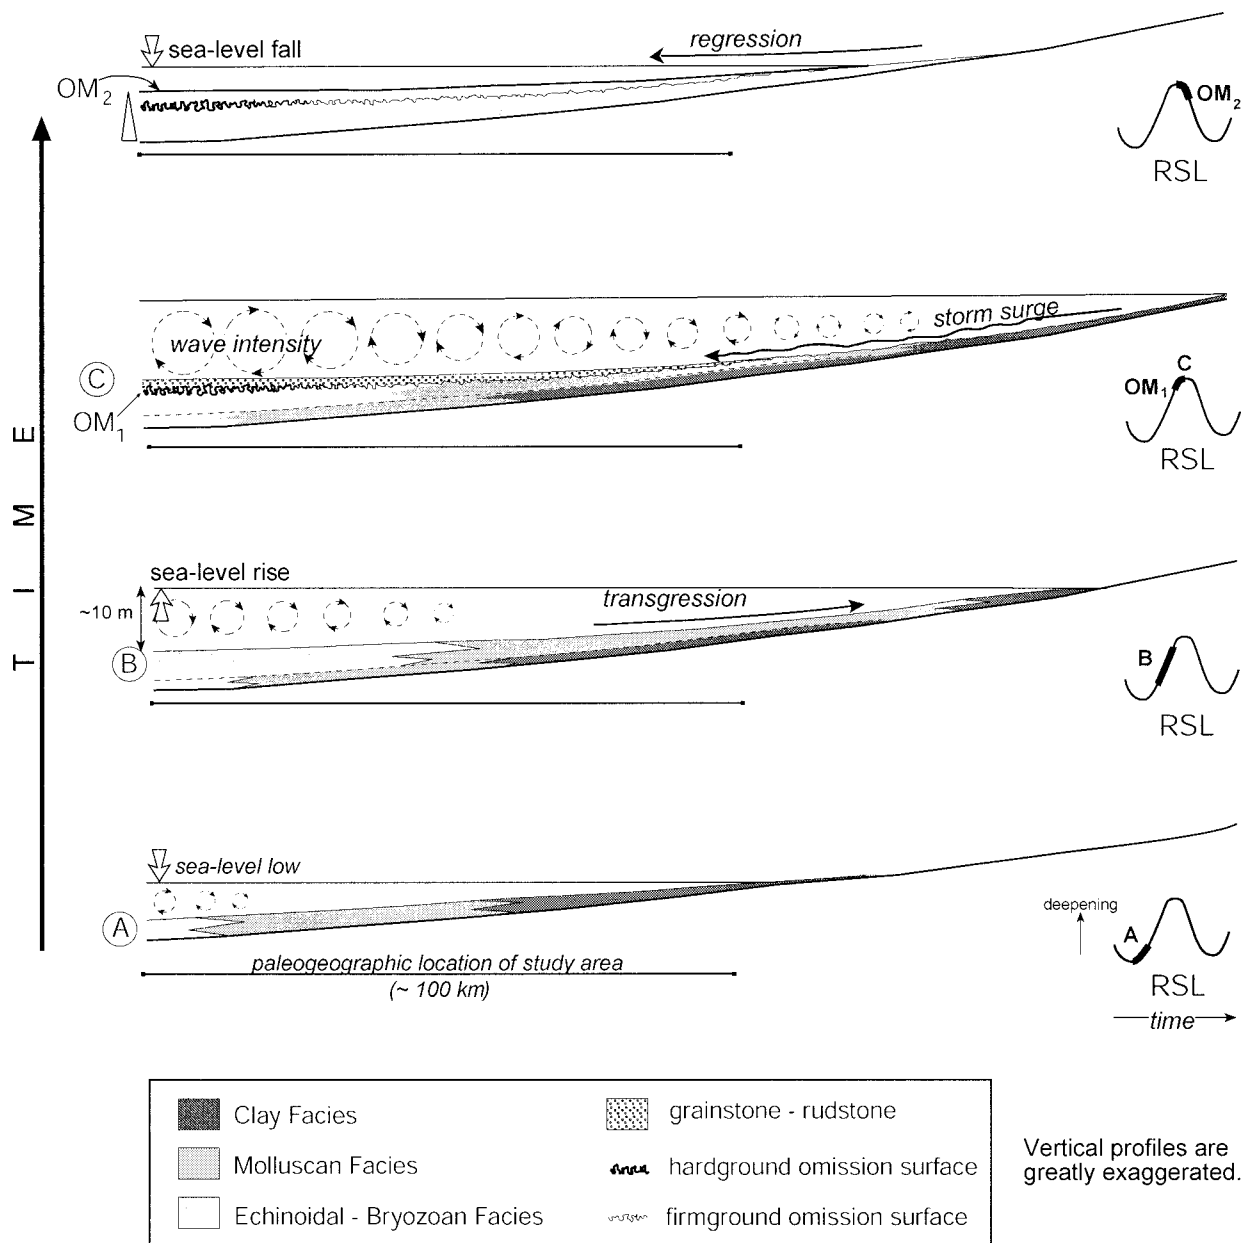 sea-level fall
regression
OM2
OM2
RSL
wave intensity
storm surge
C
OM1
C
OM1
RSL
sea-level rise
~10 m
transgression
B
B
RSL
sea-level low
A
deepening
A
RSL
time
paleogeographic location of study area
(~ 100 km)
TIME
Clay Facies
Molluscan Facies
Echinoidal - Bryozoan Facies
grainstone - rudstone
hardground omission surface
firmground omission surface
Vertical profiles are
greatly exaggerated.